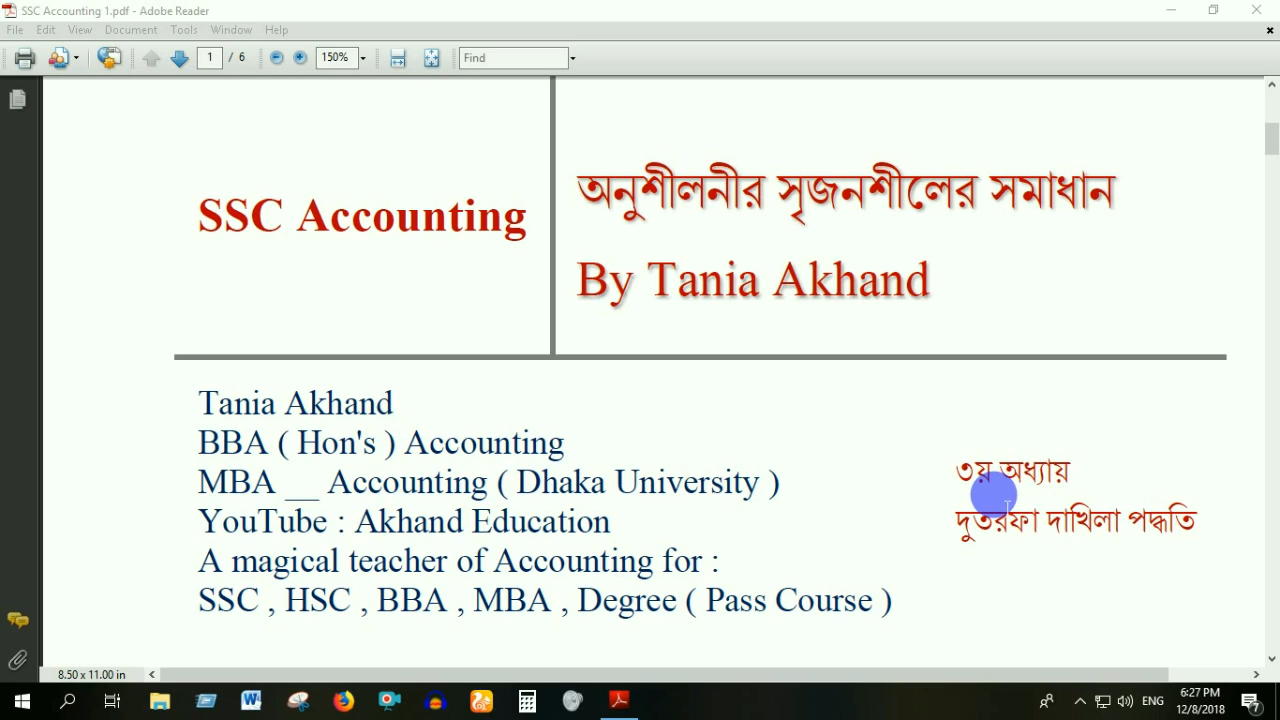 SSC Accounting 1.pdf - Adobe Reader
File Edit View Document Tools Window Help
1 / 6 150% Find
SSC Accounting
অনুশীলনীর সৃজনশীলের সমাধান
By Tania Akhand
Tania Akhand
BBA ( Hon's ) Accounting
MBA __ Accounting ( Dhaka University )
YouTube : Akhand Education
A magical teacher of Accounting for :
SSC , HSC , BBA , MBA , Degree ( Pass Course )
৩য় অধ্যায়
দুতরফা দাখিলা পদ্ধতি
8.50 x 11.00 in
ENG
6:27 PM
12/8/2018
7